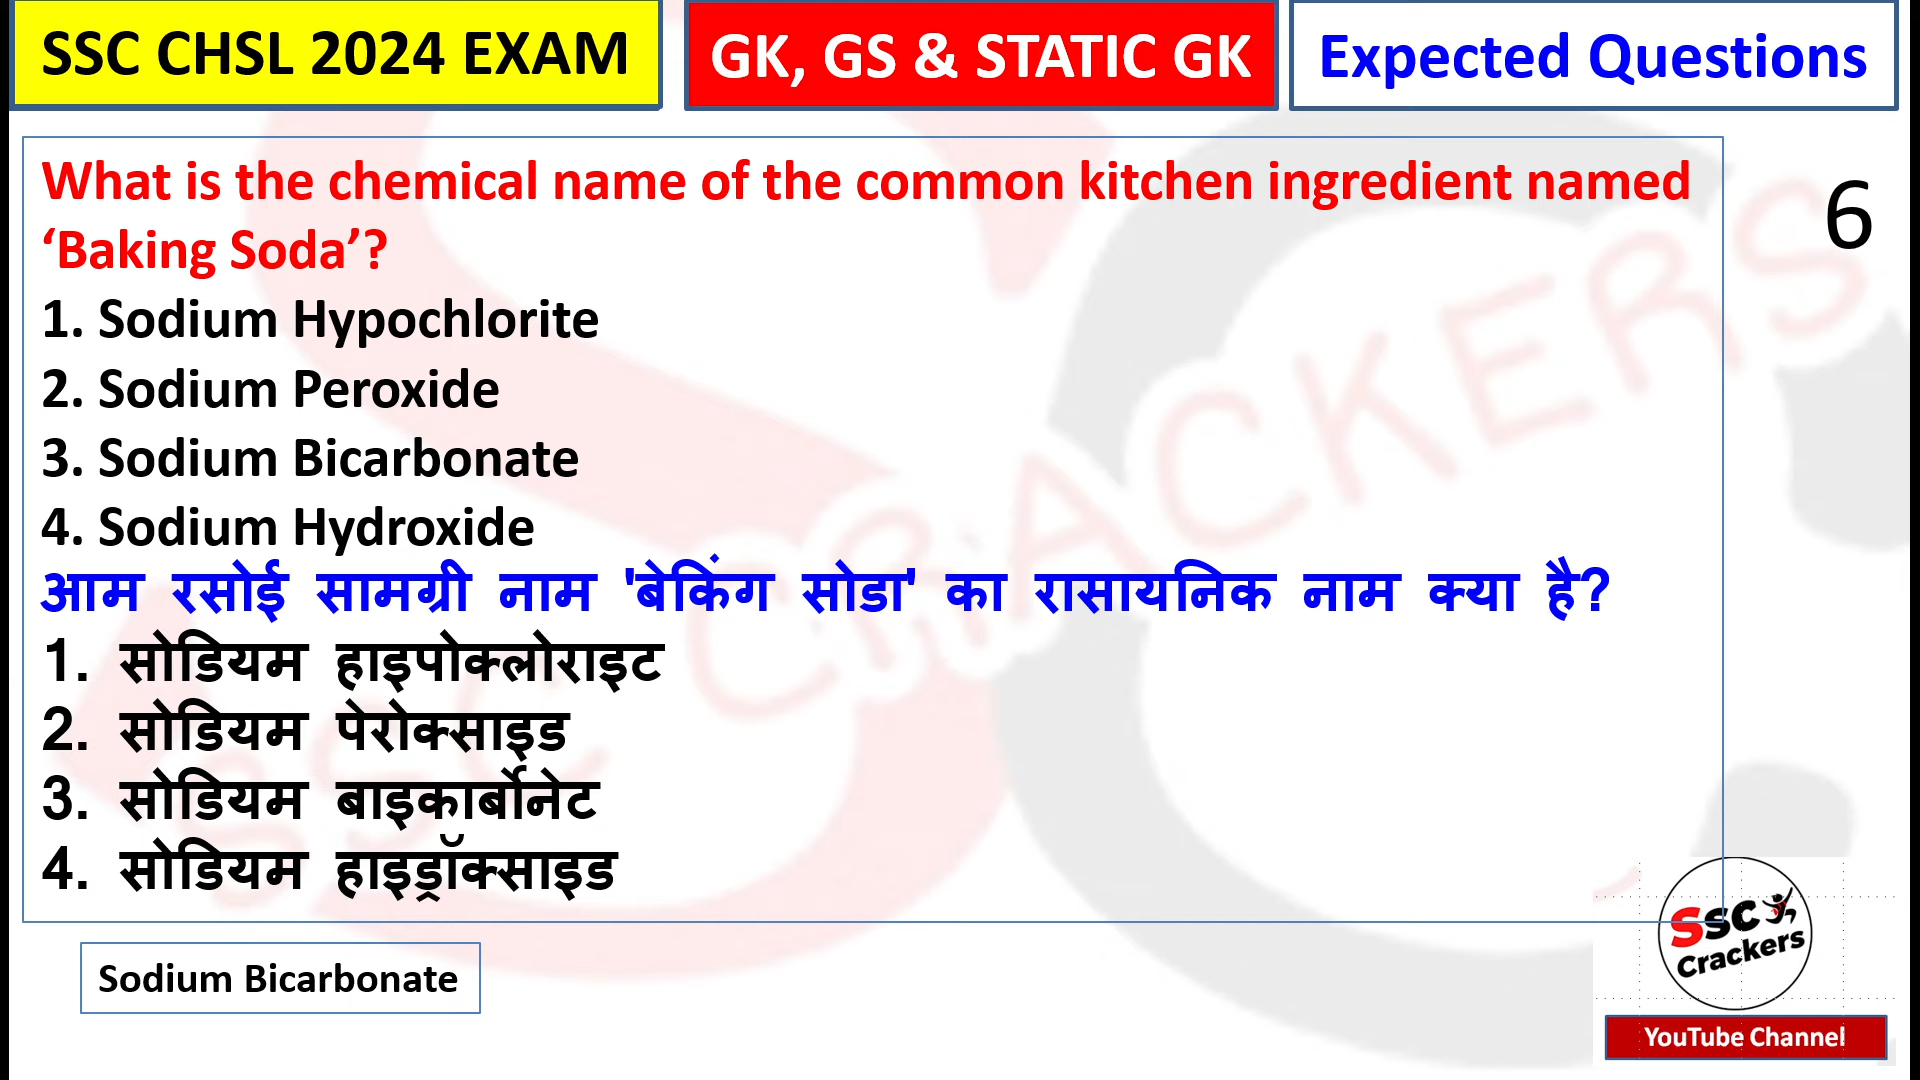 SSC CHSL 2024 EXAM
GK, GS & STATIC GK
Expected Questions
What is the chemical name of the common kitchen ingredient named
‘Baking Soda’?
1. Sodium Hypochlorite
2. Sodium Peroxide
3. Sodium Bicarbonate
4. Sodium Hydroxide
6
आम रसोई सामग्री नाम 'बेकिंग सोडा' का रासायनिक नाम क्या है?
1. सोडियम हाइपोक्लोराइट
2. सोडियम पेरोक्साइड
3. सोडियम बाइकार्बोनेट
4. सोडियम हाइड्रॉक्साइड
Sodium Bicarbonate
SSC CRACKERS
SSC
Crackers
YouTube Channel